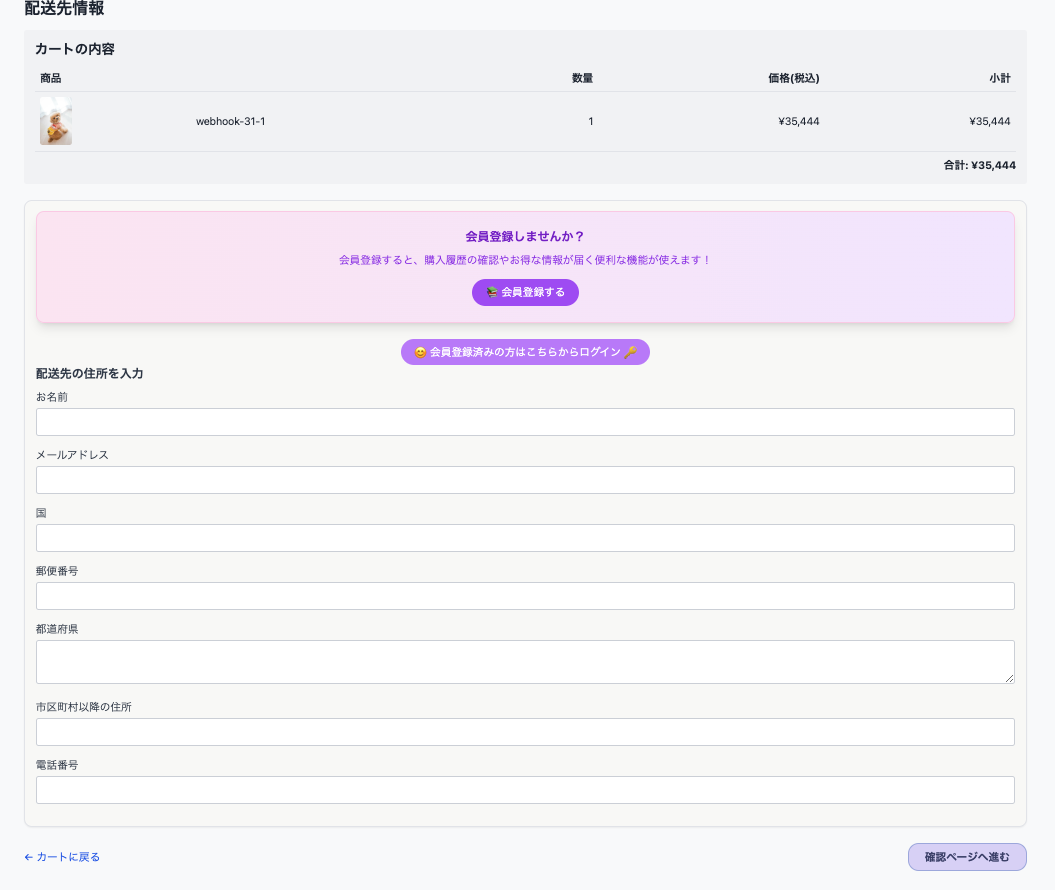 配送先情報
カートの内容
商品 数量 価格(税込) 小計
webhook-31-1 1 ¥35,444 ¥35,444
合計: ¥35,444
会員登録しませんか？
会員登録すると、購入履歴の確認やお得な情報が届く便利な機能が使えます！
📚 会員登録する
😊 会員登録済みの方はこちらからログイン 🔑
配送先の住所を入力
お名前
メールアドレス
国
郵便番号
都道府県
市区町村以降の住所
電話番号
← カートに戻る 確認ページへ進む